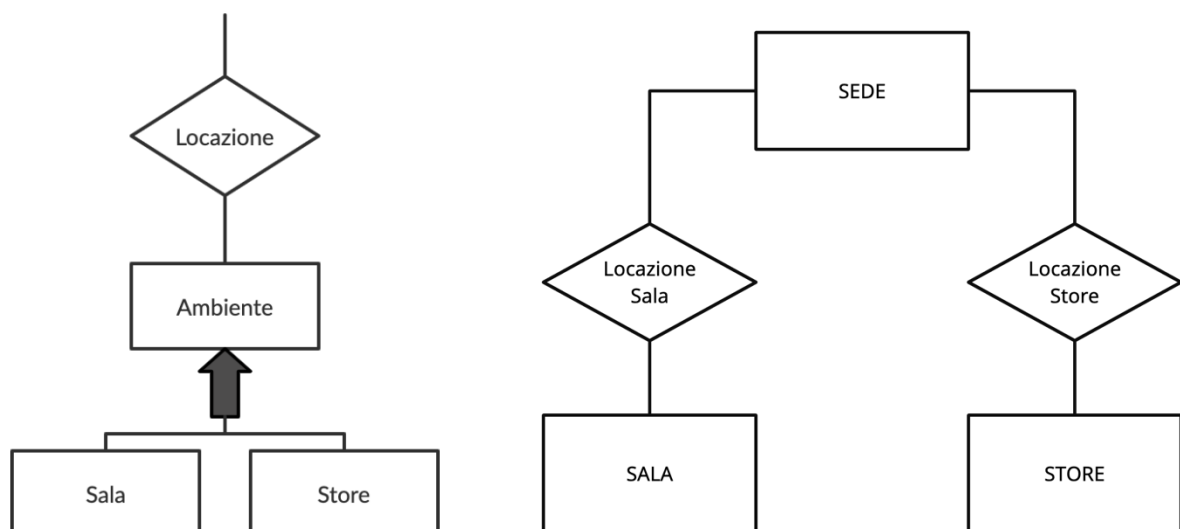 Locazione
Ambiente
Sala
Store
SEDE
Locazione
Sala
Locazione
Store
SALA
STORE